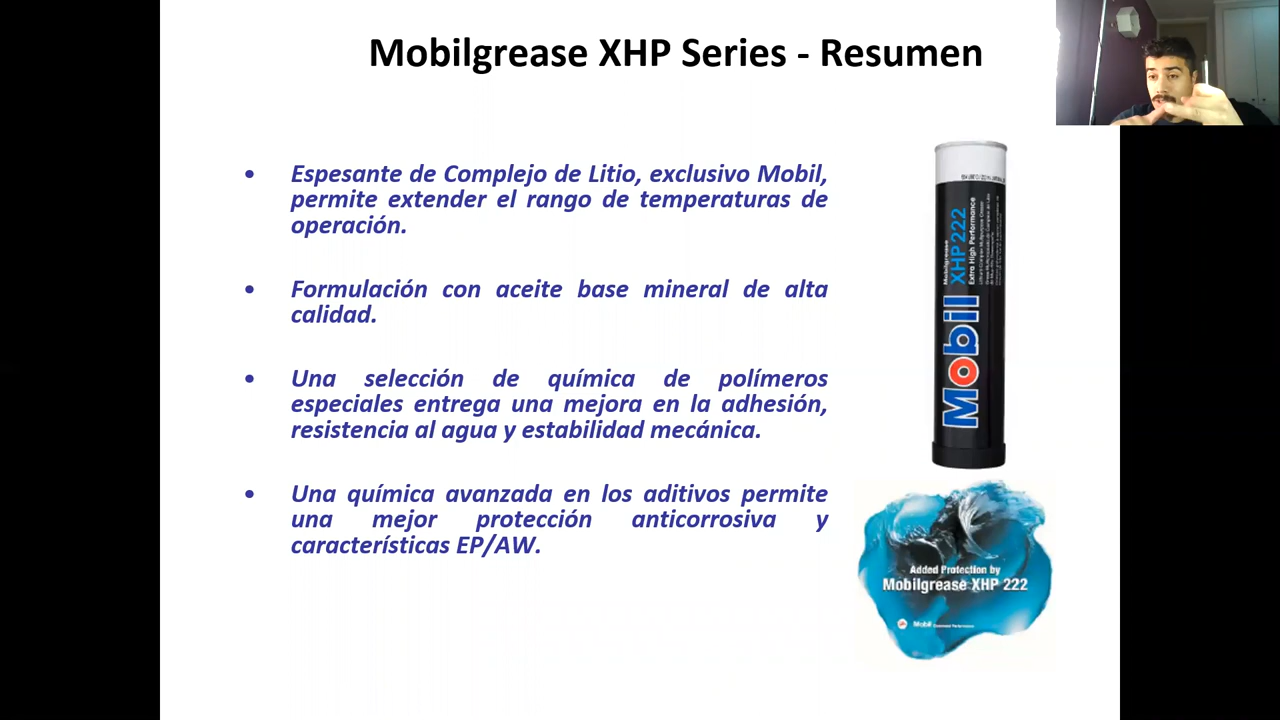 Mobilgrease XHP Series - Resumen
• Espesante de Complejo de Litio, exclusivo Mobil,
permite extender el rango de temperaturas de
operación.
• Formulación con aceite base mineral de alta
calidad.
• Una selección de química de polímeros
especiales entrega una mejora en la adhesión,
resistencia al agua y estabilidad mecánica.
• Una química avanzada en los aditivos permite
una mejor protección anticorrosiva y
características EP/AW.
Mobil
Mobilgrease
XHP 222
Extra High Performance
Added Protection by
Mobilgrease XHP 222
Mobil